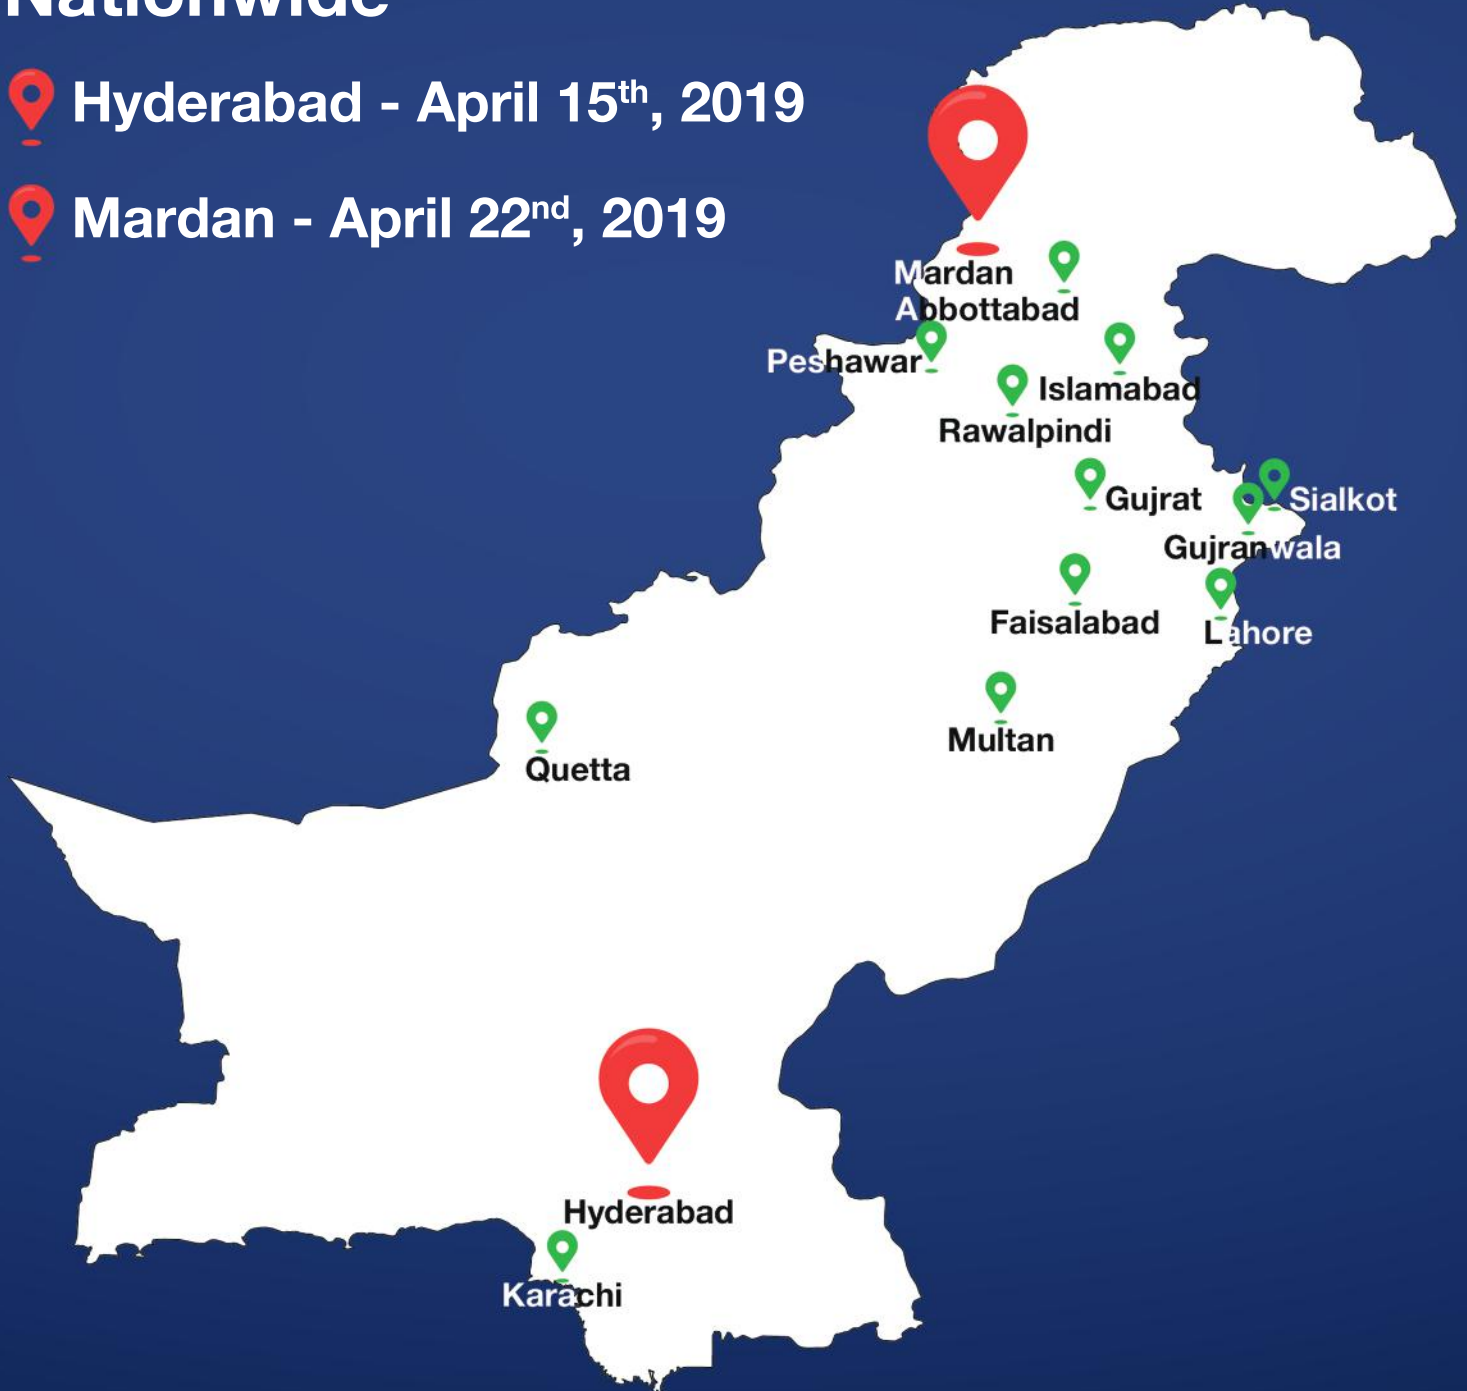 Nationwide
Hyderabad - April 15th, 2019
Mardan - April 22nd, 2019
Mardan
Abbottabad
Peshawar
Islamabad
Rawalpindi
Gujrat
Sialkot
Gujranwala
Faisalabad
Lahore
Multan
Quetta
Hyderabad
Karachi